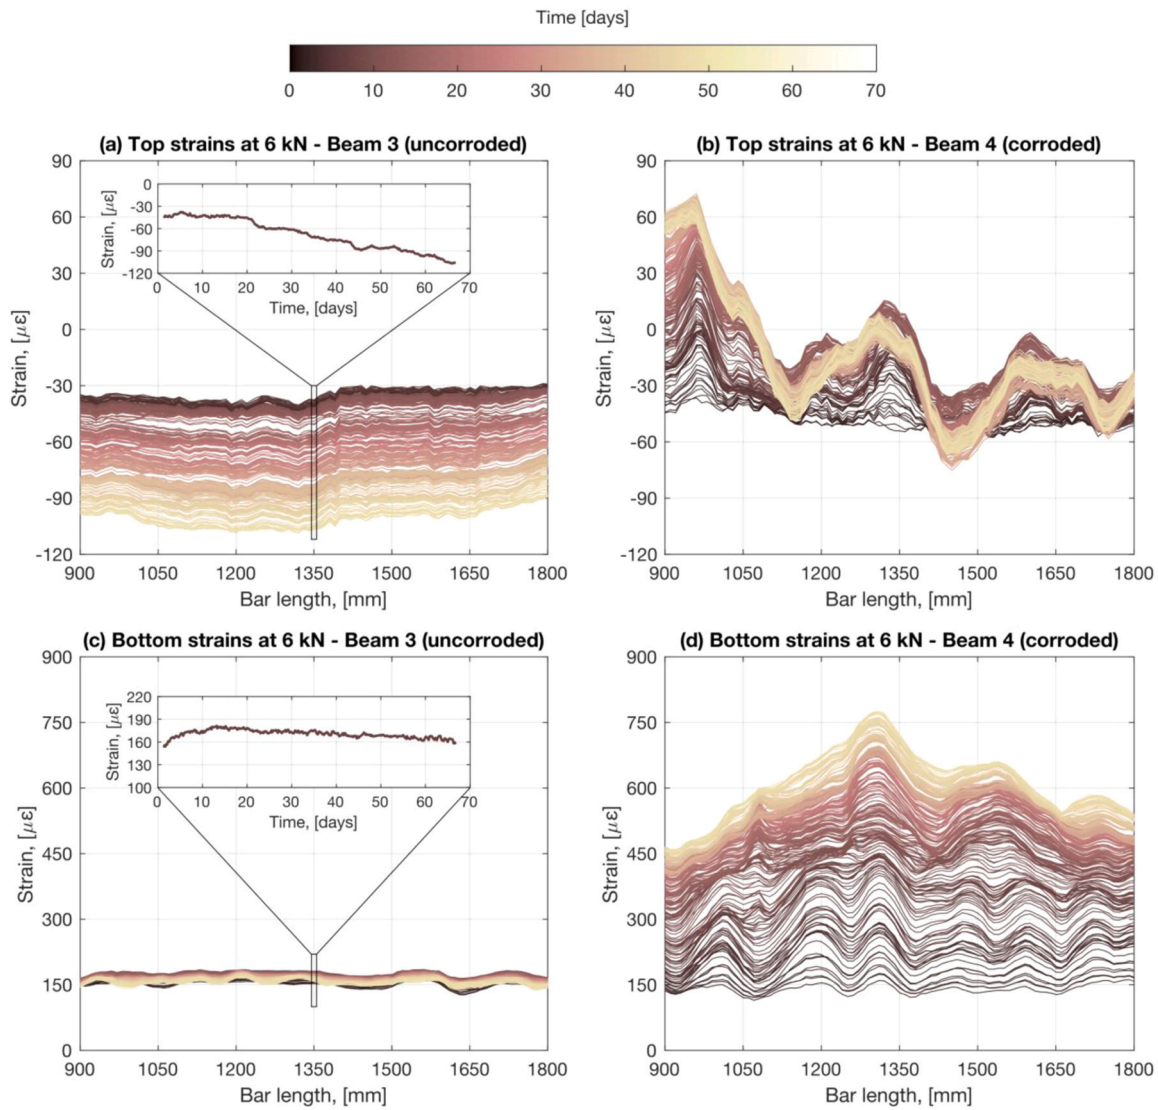 Time [days]
0 10 20 30 40 50 60 70
(a) Top strains at 6 kN - Beam 3 (uncorroded)
90
60
30
0
-30
-60
-90
-120
Strain, [με]
0
-30
-60
-90
-120
Strain, [με]
0 10 20 30 40 50 60 70
Time, [days]
900 1050 1200 1350 1500 1650 1800
Bar length, [mm]
(b) Top strains at 6 kN - Beam 4 (corroded)
90
60
30
0
-30
-60
-90
-120
Strain, [με]
900 1050 1200 1350 1500 1650 1800
Bar length, [mm]
(c) Bottom strains at 6 kN - Beam 3 (uncorroded)
900
750
600
450
300
150
0
Strain, [με]
220
190
160
130
100
Strain, [με]
0 10 20 30 40 50 60 70
Time, [days]
900 1050 1200 1350 1500 1650 1800
Bar length, [mm]
(d) Bottom strains at 6 kN - Beam 4 (corroded)
900
750
600
450
300
150
0
Strain, [με]
900 1050 1200 1350 1500 1650 1800
Bar length, [mm]